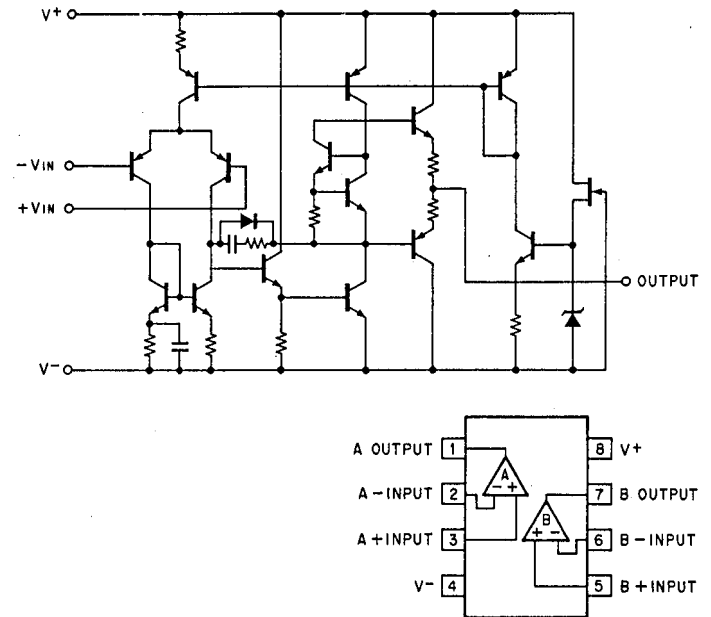 V+
-VIN
+VIN
OUTPUT
V-
A OUTPUT 1
8 V+
A
A-INPUT 2
- +
7 B OUTPUT
B
A+INPUT 3
+ -
6 B-INPUT
V- 4
5 B+INPUT